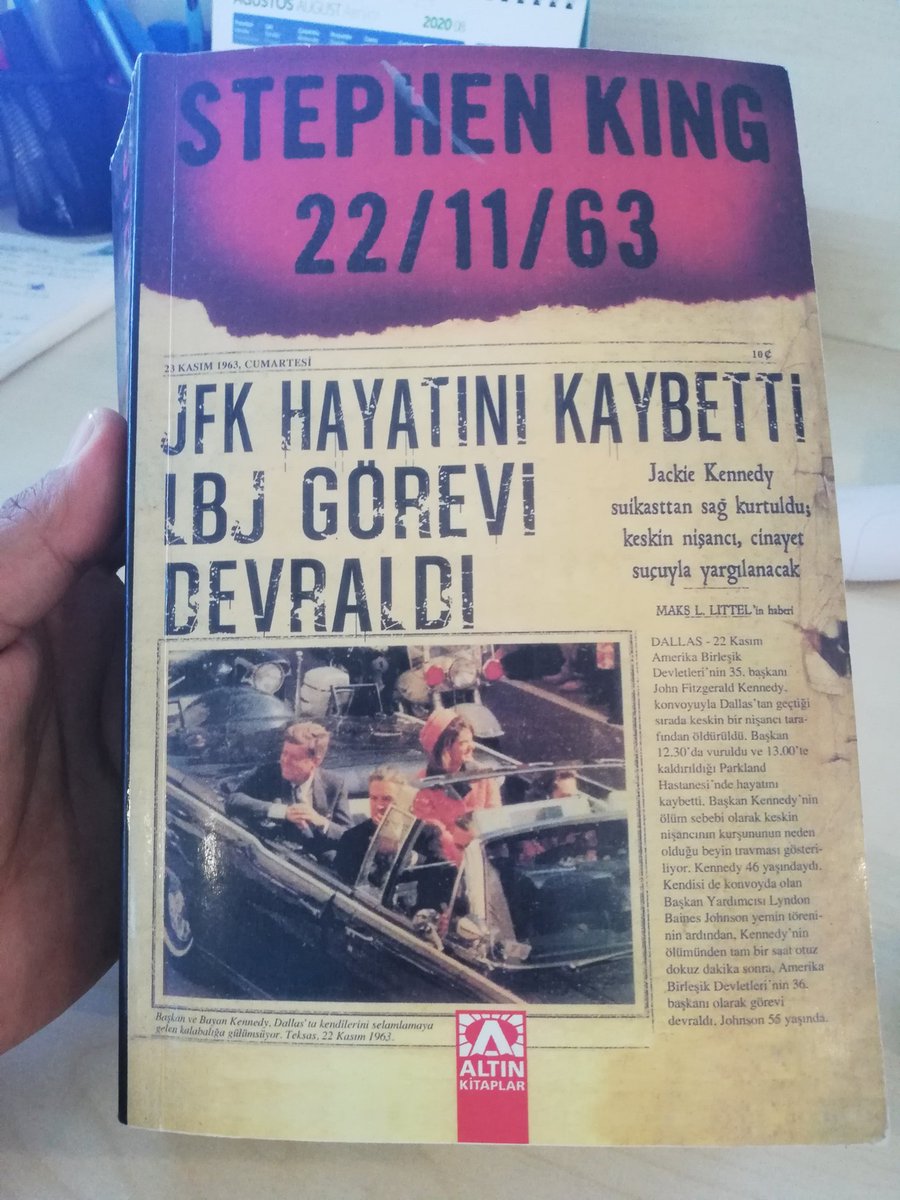 AĞUSTOS AUGUST
2020
STEPHEN KING
22/11/63
23 KASIM 1963, CUMARTESİ
10¢
JFK HAYATINI KAYBETTİ
LBJ GÖREVİ
DEVRALDI
Jackie Kennedy
suikasttan sağ kurtuldu;
keskin nişancı, cinayet
suçuyla yargılanacak
MAKS L. LITTEL'in haberi
DALLAS - 22 Kasım
Amerika Birleşik
Devletleri'nin 35. başkanı
John Fitzgerald Kennedy,
konvoyuyla Dallas'tan geçtiği
sırada keskin bir nişancı tara-
fından öldürüldü. Başkan
12.30'da vuruldu ve 13.00'te
kaldırıldığı Parkland
Hastanesi'nde hayatını
kaybetti. Başkan Kennedy'nin
ölüm sebebi olarak keskin
nişancının kurşununun neden
olduğu beyin travması gösteri-
liyor. Kennedy 46 yaşındaydı.
Kendisi de konvoyda olan
Başkan Yardımcısı Lyndon
Baines Johnson yemin töreni-
nin ardından, Kennedy'nin
ölümünden tam bir saat otuz
dokuz dakika sonra, Amerika
Birleşik Devletleri'nin 36.
başkanı olarak görevi
devraldı. Johnson 55 yaşında.
Başkan ve Bayan Kennedy, Dallas'ta kendilerini selamlamaya
gelen kalabalığa gülümsüyor. Teksas, 22 Kasım 1963.
ALTIN
KİTAPLAR